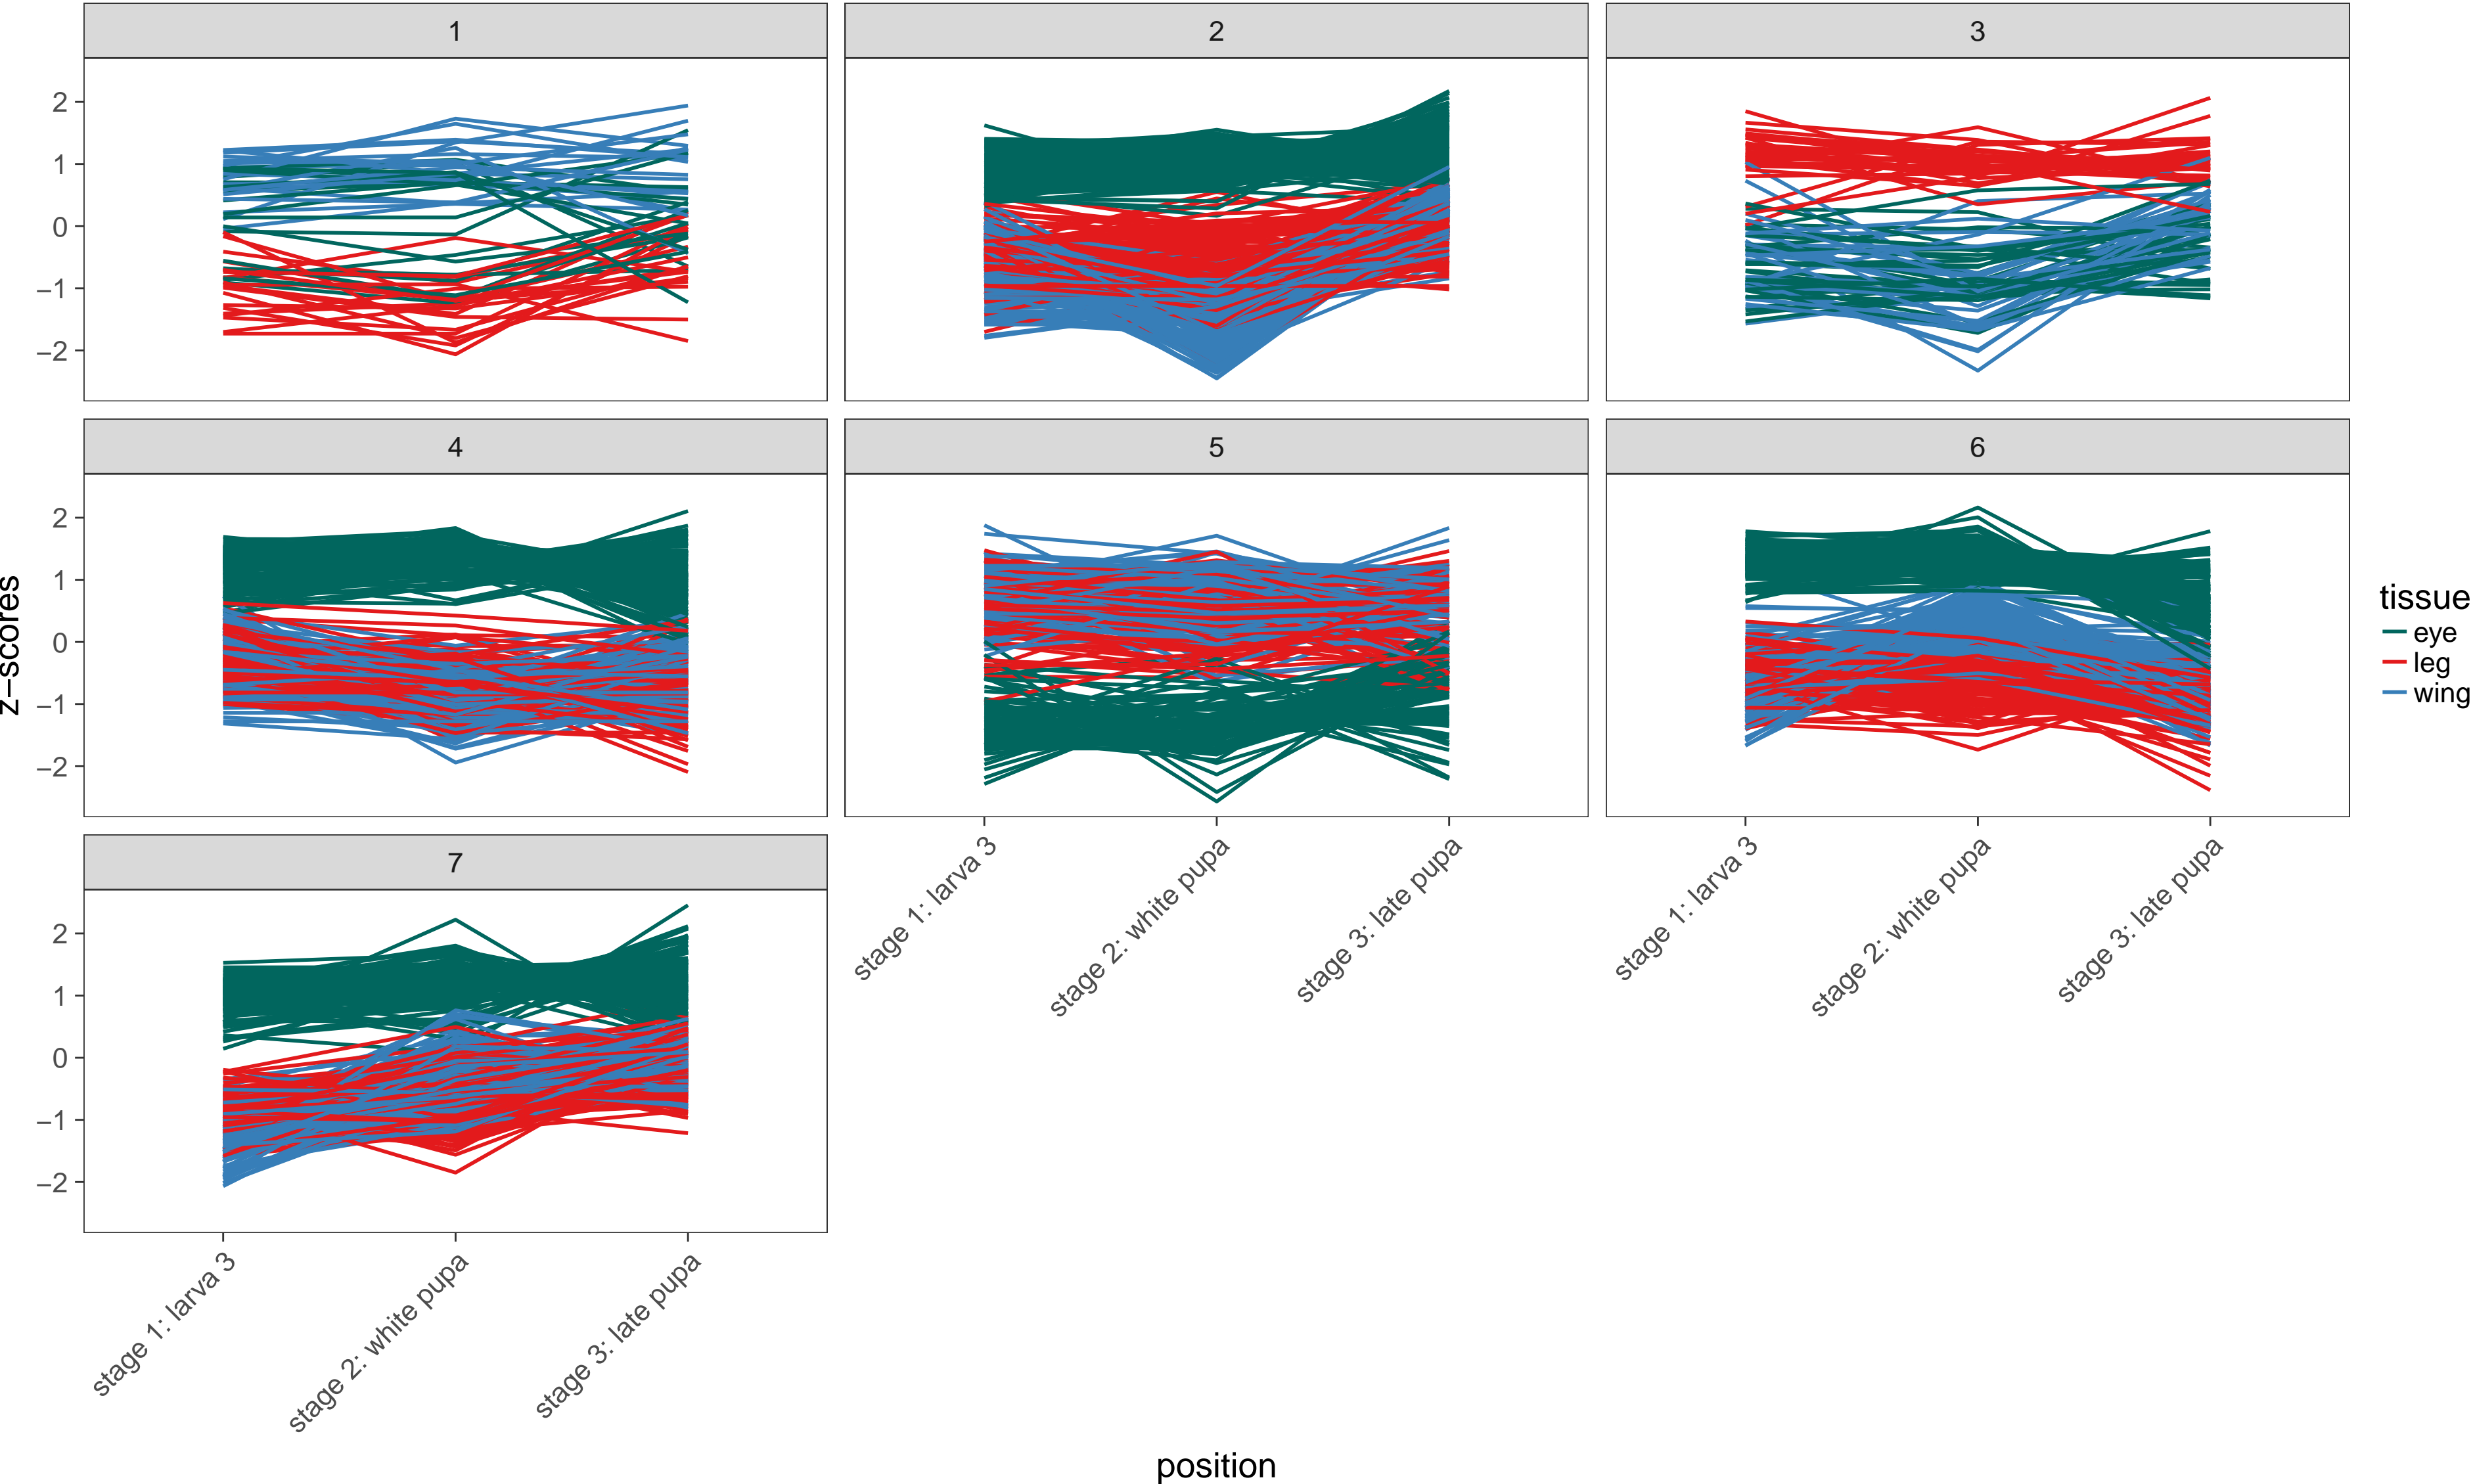 1
2
3
2
1
0
−1
−2
4
5
6
2
1
0
−1
−2
z−scores
tissue
eye
leg
wing
7
2
1
0
−1
−2
stage 1: larva 3
stage 2: white pupa
stage 3: late pupa
stage 1: larva 3
stage 2: white pupa
stage 3: late pupa
stage 1: larva 3
stage 2: white pupa
stage 3: late pupa
position